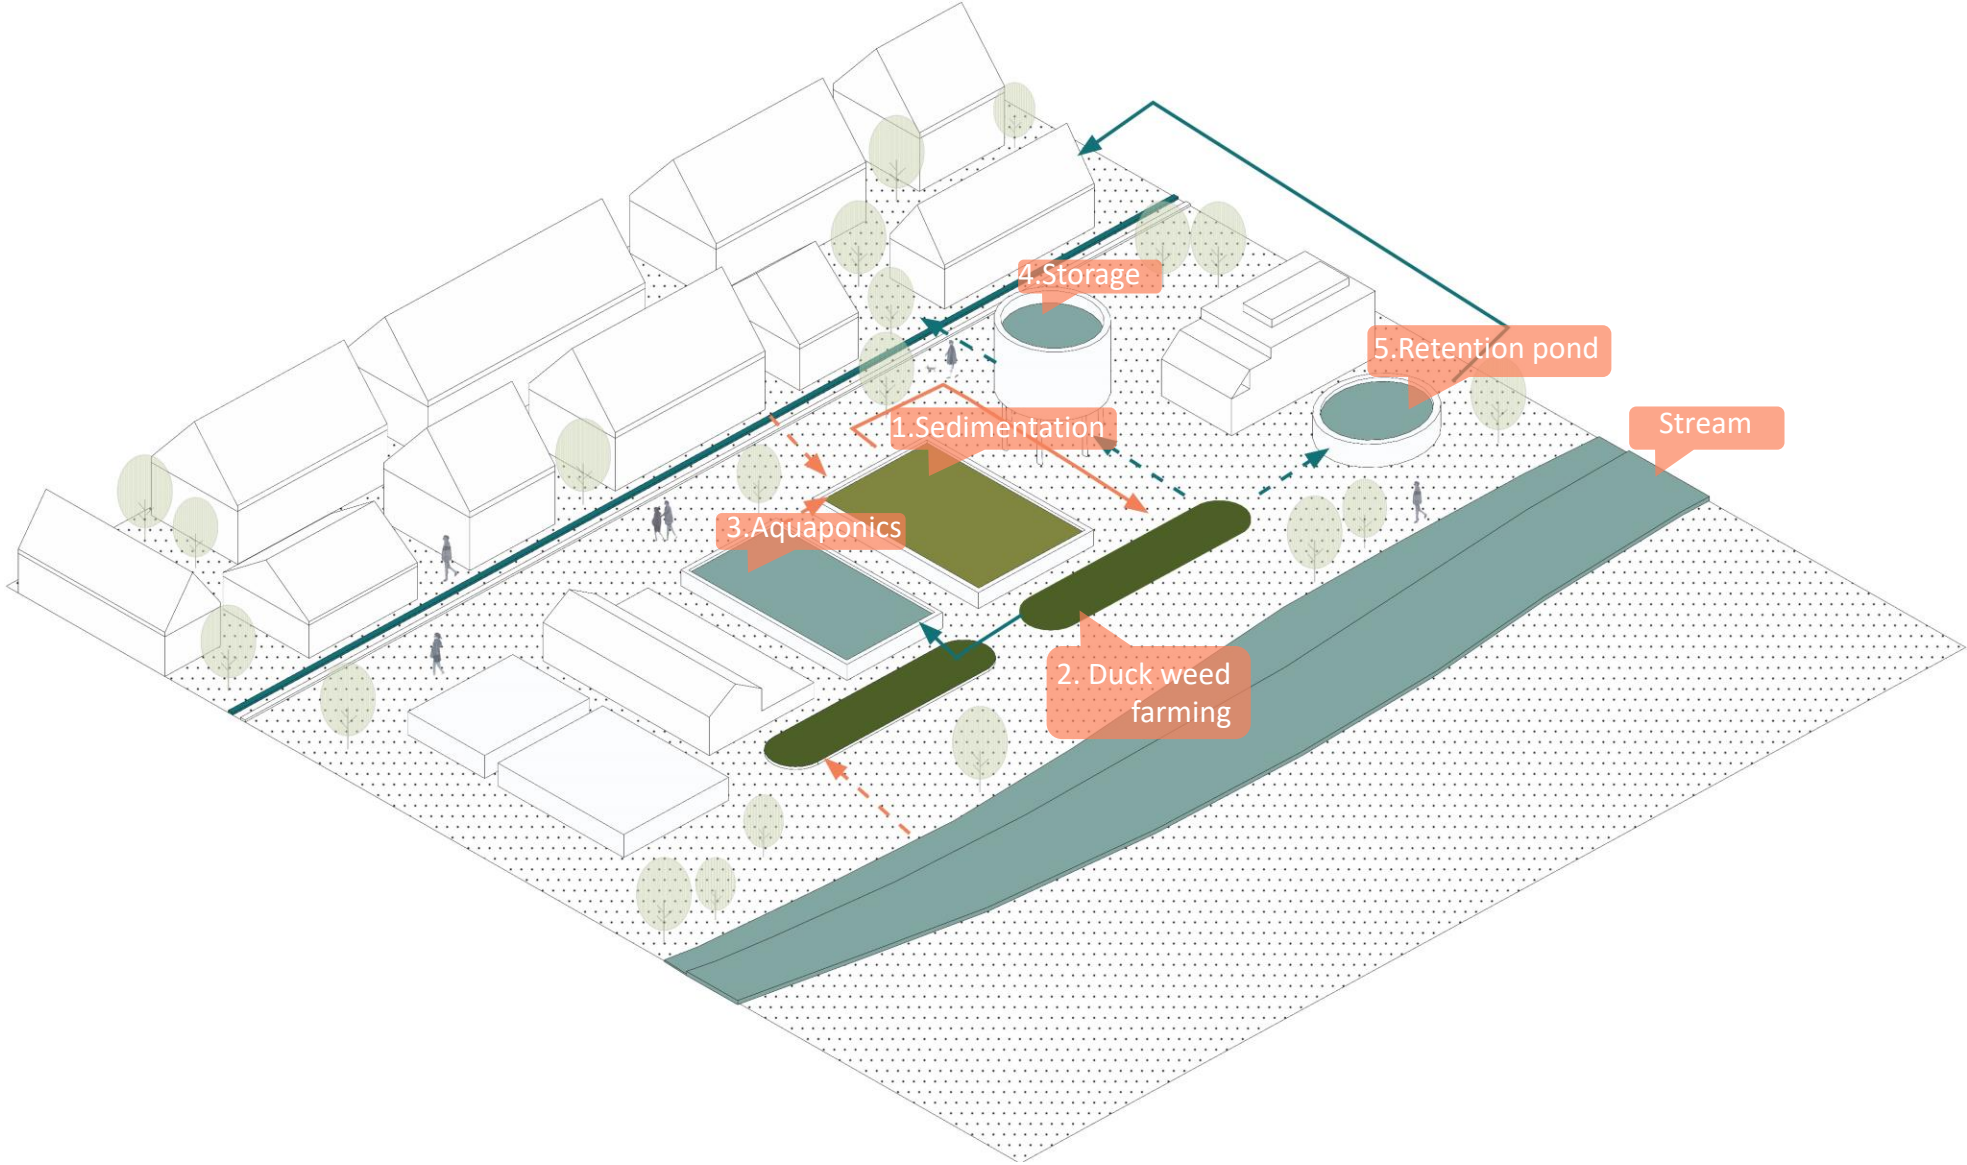 4.Storage
5.Retention pond
1.Sedimentation
Stream
3.Aquaponics
2. Duck weed
farming